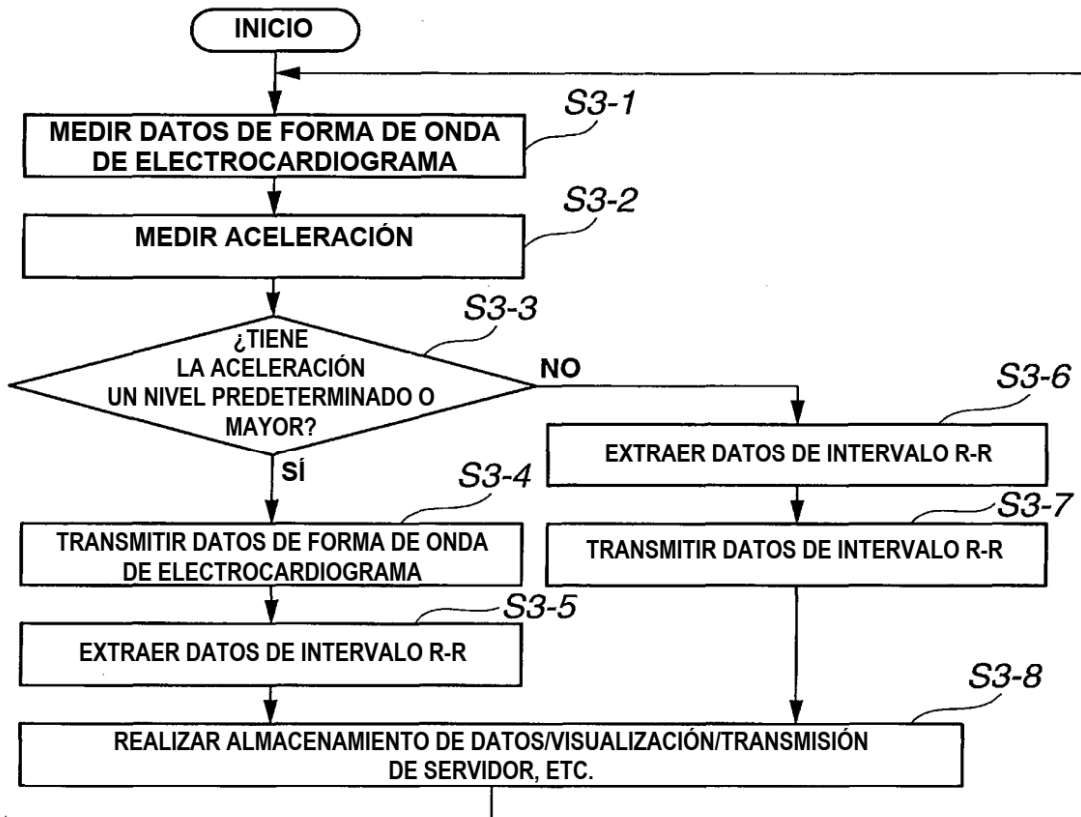 INICIO
S3-1
MEDIR DATOS DE FORMA DE ONDA
DE ELECTROCARDIOGRAMA
S3-2
MEDIR ACELERACIÓN
S3-3
¿TIENE
LA ACELERACIÓN
UN NIVEL PREDETERMINADO O
MAYOR?
NO
SÍ
S3-4
TRANSMITIR DATOS DE FORMA DE ONDA
DE ELECTROCARDIOGRAMA
S3-5
EXTRAER DATOS DE INTERVALO R-R
S3-6
EXTRAER DATOS DE INTERVALO R-R
S3-7
TRANSMITIR DATOS DE INTERVALO R-R
S3-8
REALIZAR ALMACENAMIENTO DE DATOS/VISUALIZACIÓN/TRANSMISIÓN
DE SERVIDOR, ETC.